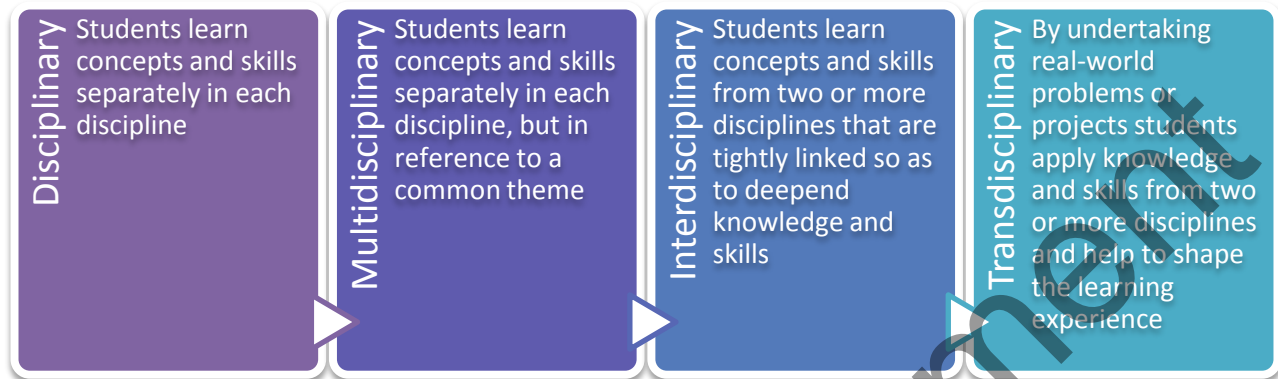 Disciplinary
Students learn
concepts and skills
separately in each
discipline
Multidisciplinary
Students learn
concepts and skills
separately in each
discipline, but in
reference to a
common theme
Interdisciplinary
Students learn
concepts and skills
from two or more
disciplines that are
tightly linked so as
to deepend
knowledge and
skills
Transdisciplinary
By undertaking
real-world
problems or
projects students
apply knowledge
and skills from two
or more disciplines
and help to shape
the learning
experience
ment